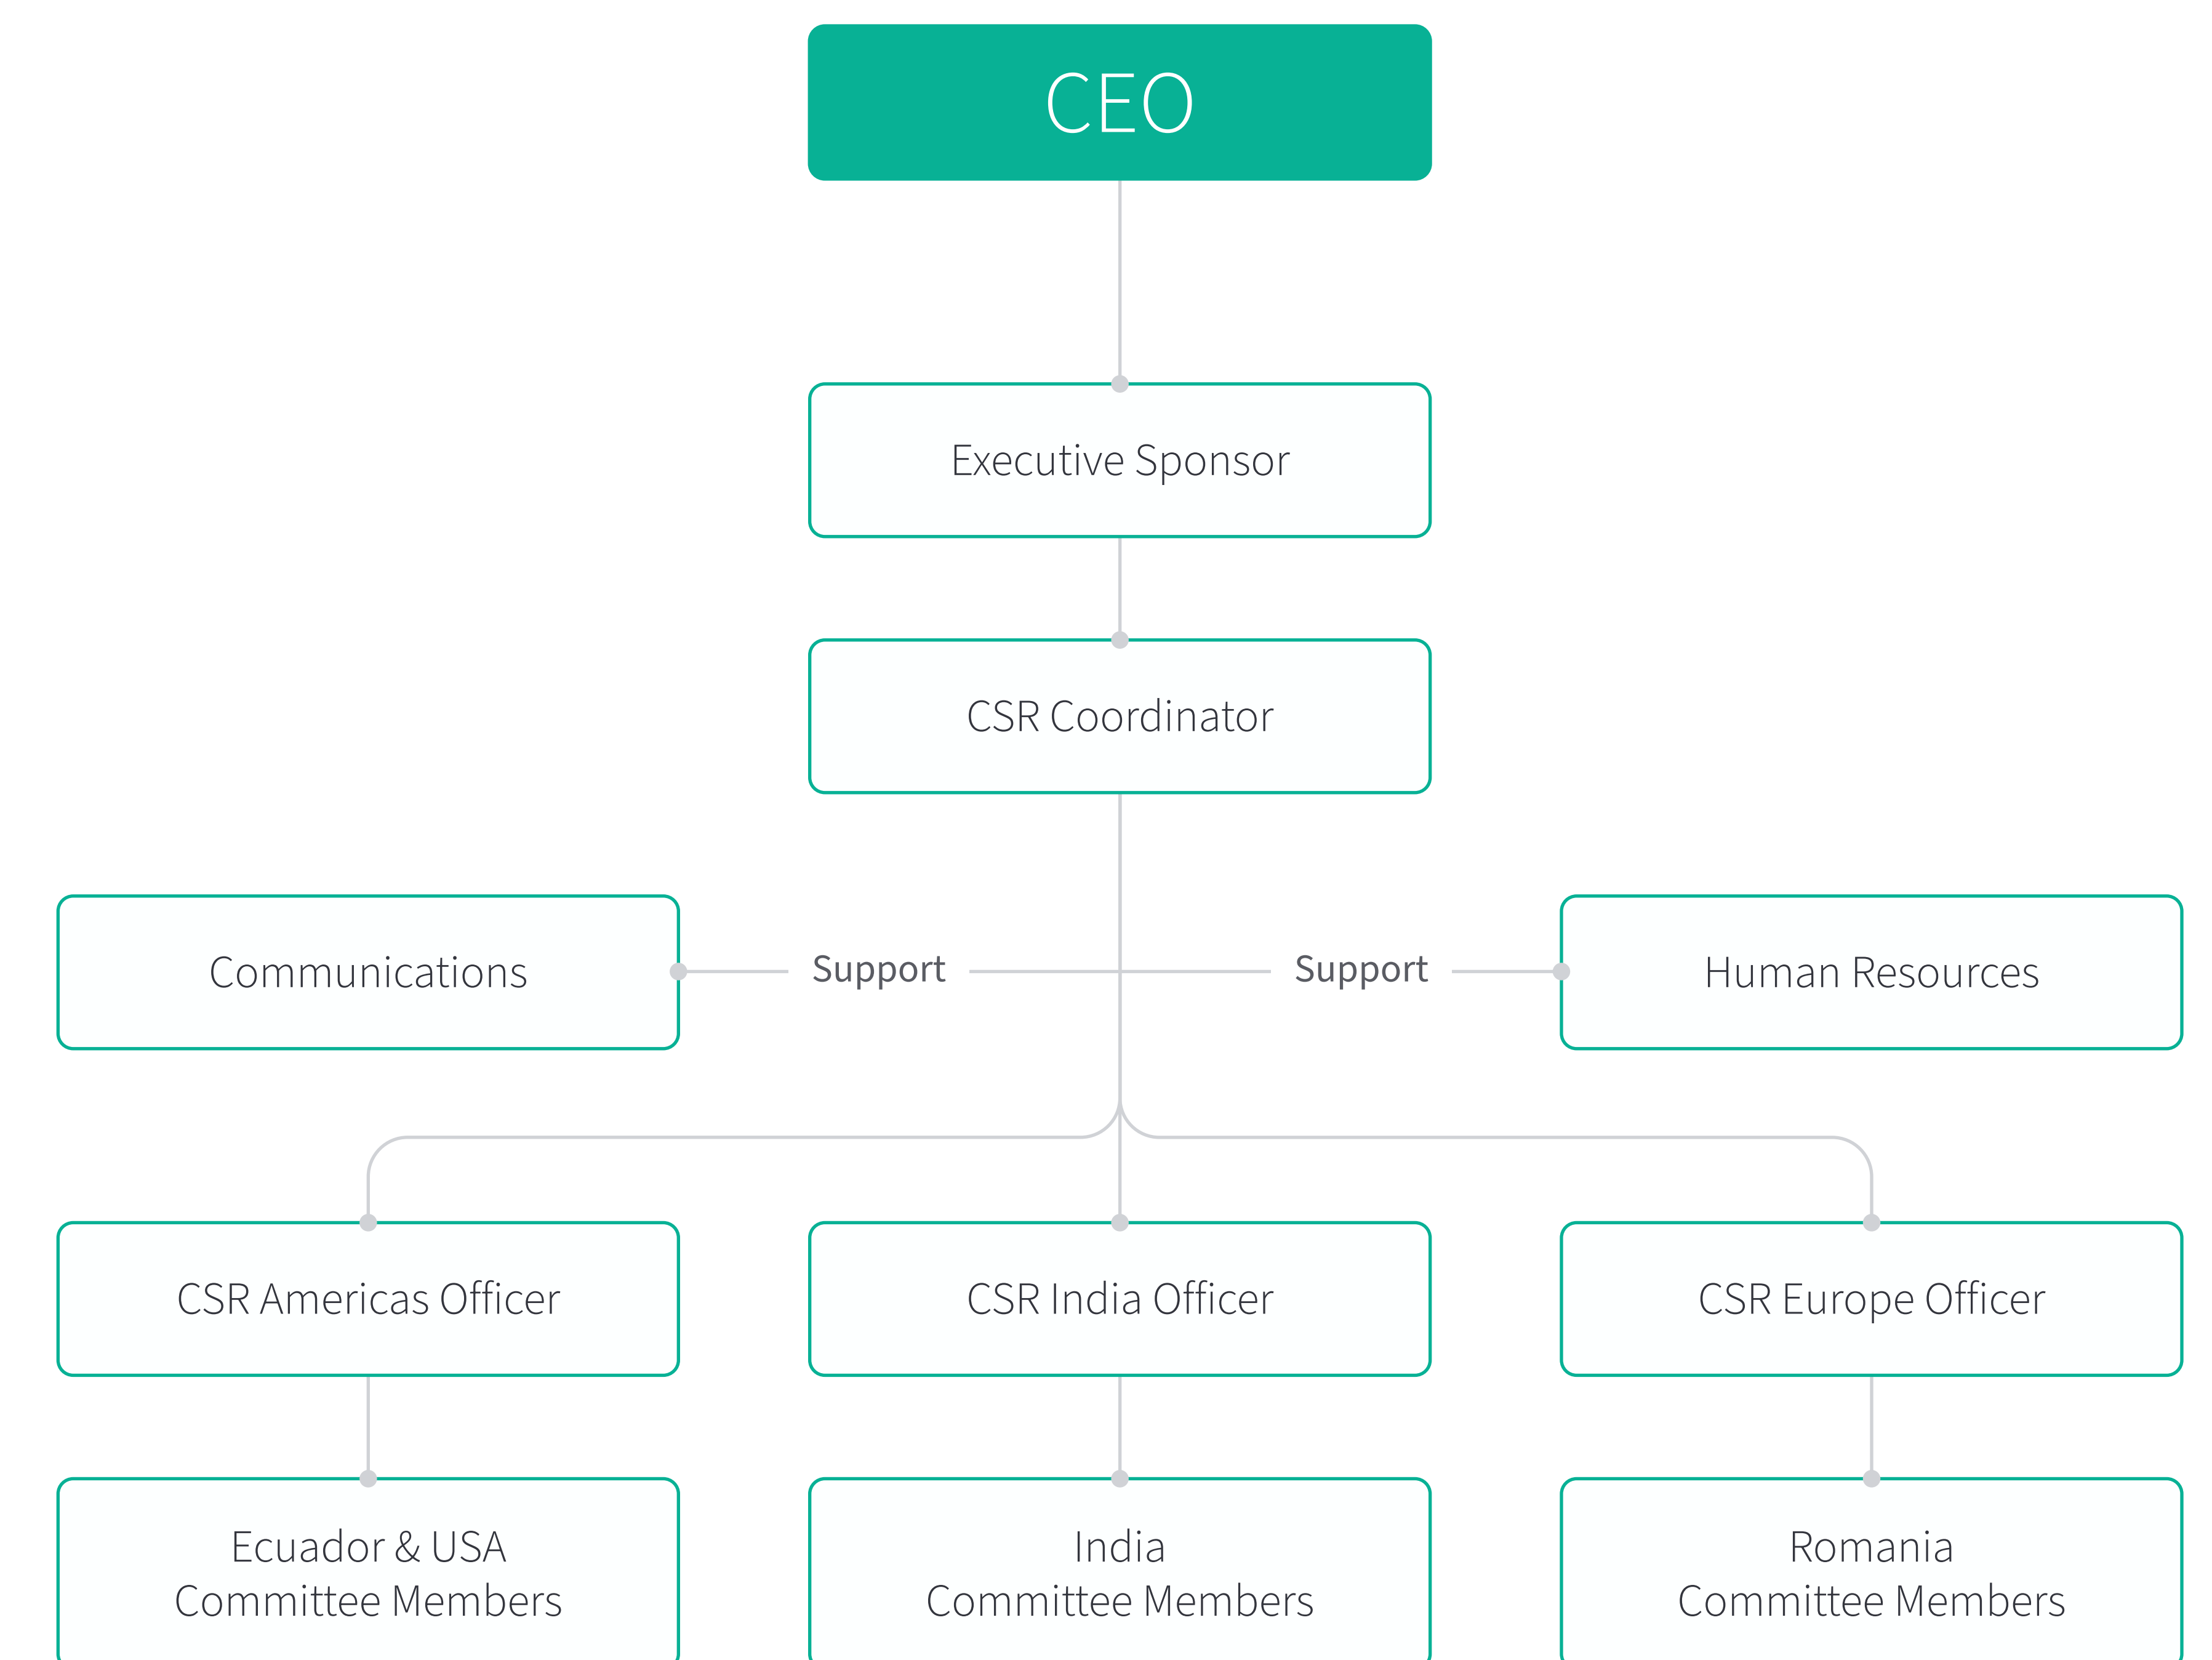 CEO
Executive Sponsor
CSR Coordinator
Communications
Support
Support
Human Resources
CSR Americas Officer
CSR India Officer
CSR Europe Officer
Ecuador & USA
Committee Members
India
Committee Members
Romania
Committee Members